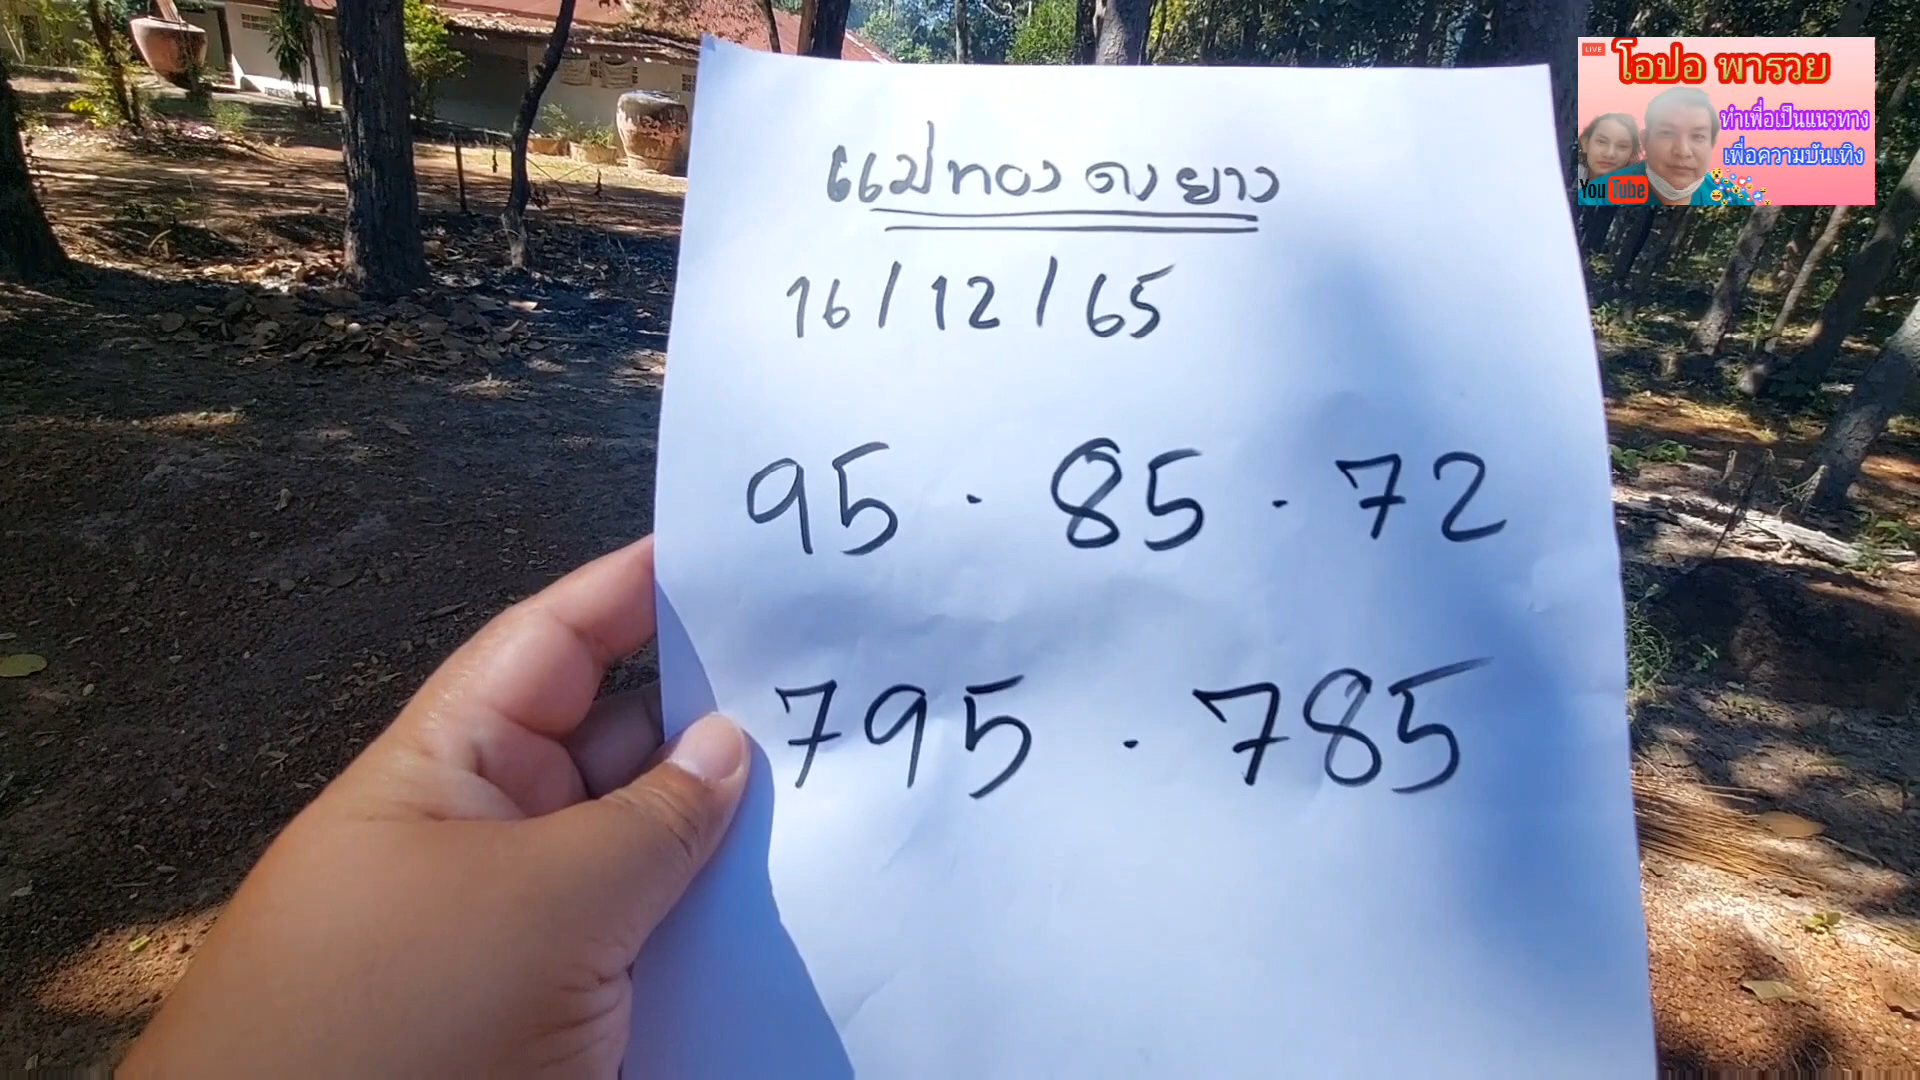 แม่ทองดงยาง
16/12/65
95 . 85 . 72
795 . 785
LIVE
โอปอ พารวย
ทำเพื่อเป็นแนวทาง
เพื่อความบันเทิง
YouTube